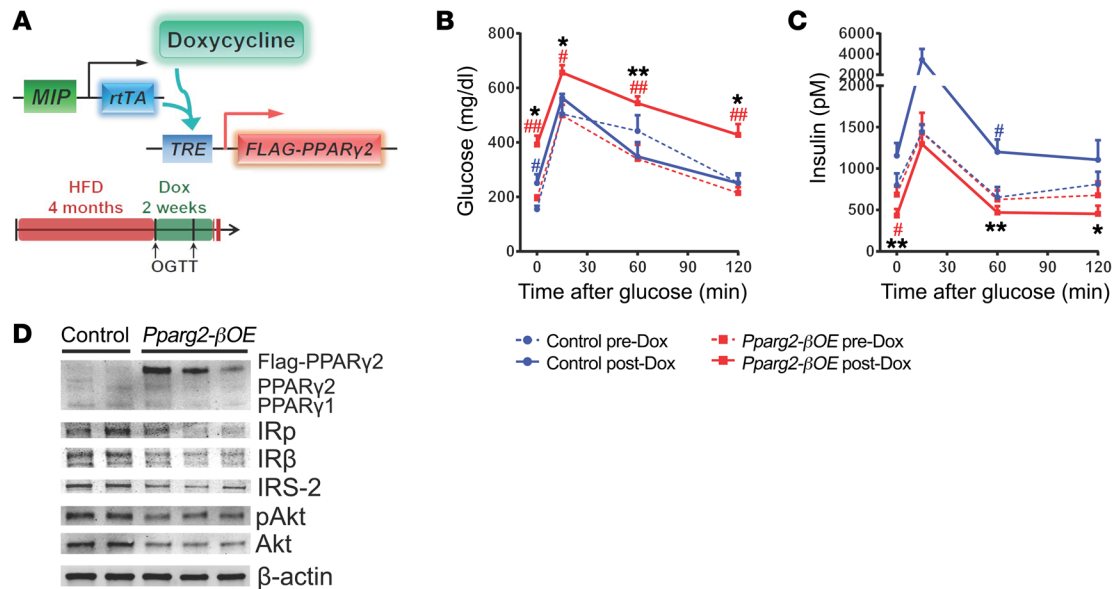 A
Doxycycline
MIP
rtTA
TRE
FLAG-PPARγ2
HFD
4 months
Dox
2 weeks
OGTT
B
Glucose (mg/dl)
800
600
400
200
0
* # ## ** ## * ## #
0 30 60 90 120
Time after glucose (min)
C
Insulin (pM)
6000
4000
2000
2000
1500
1000
500
0
# # ** ** *
0 30 60 90 120
Time after glucose (min)
Control pre-Dox
Control post-Dox
Pparg2-βOE pre-Dox
Pparg2-βOE post-Dox
D
Control Pparg2-βOE
Flag-PPARγ2
PPARγ2
PPARγ1
IRp
IRβ
IRS-2
pAkt
Akt
β-actin